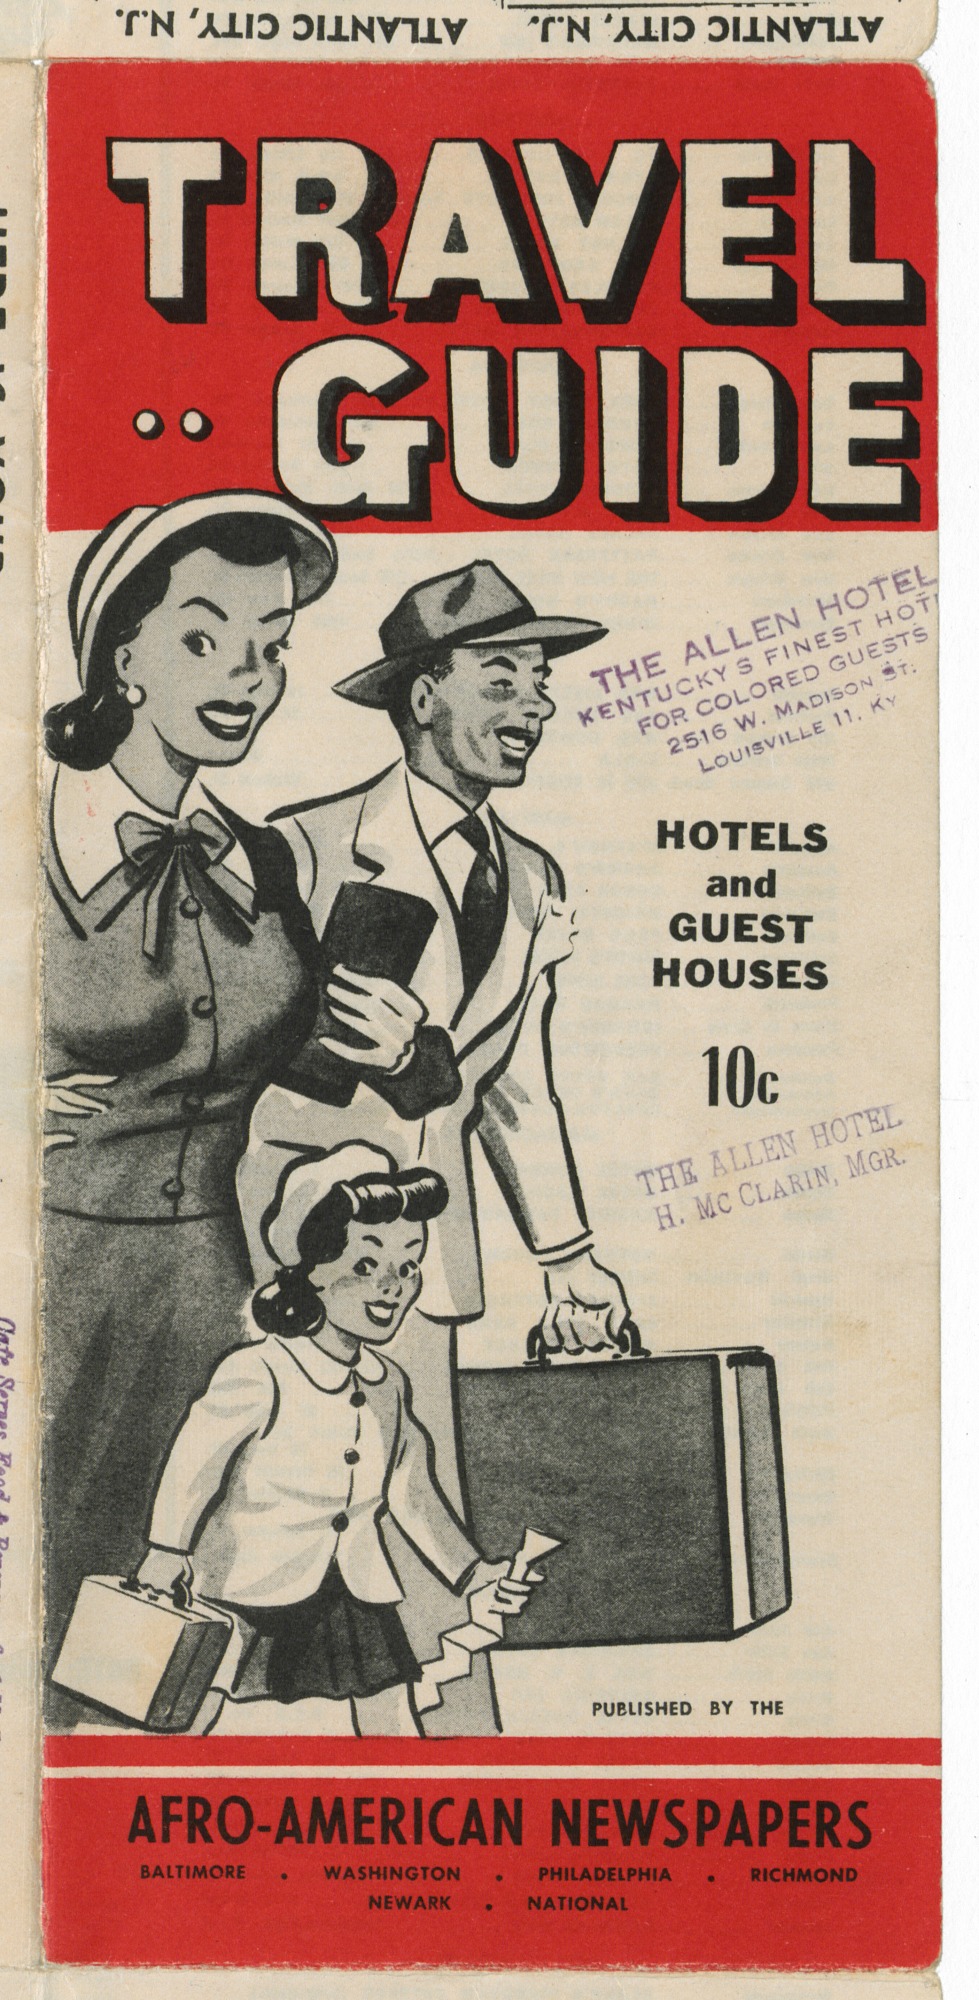 ATLANTIC CITY, N.J. ATLANTIC CITY, N.J.
TRAVEL
.. GUIDE
THE ALLEN HOTEL
KENTUCKY'S FINEST HOT
FOR COLORED GUESTS
2516 W. MADISON ST.
LOUISVILLE 11, KY
HOTELS
and
GUEST
HOUSES
10c
THE ALLEN HOTEL
H. MC CLARIN, MGR.
PUBLISHED BY THE
AFRO-AMERICAN NEWSPAPERS
BALTIMORE . WASHINGTON . PHILADELPHIA . RICHMOND
NEWARK . NATIONAL